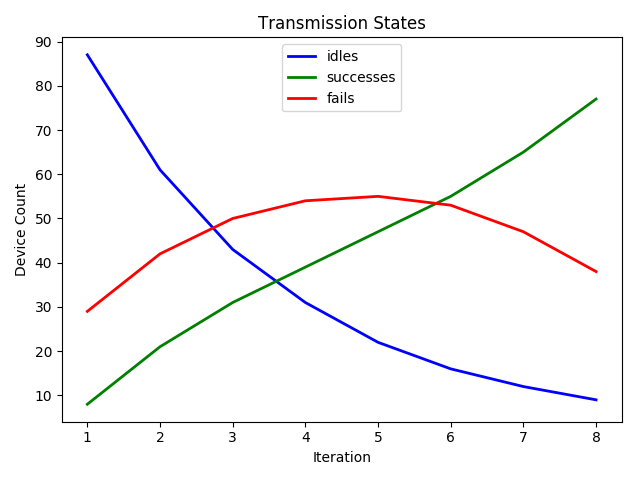 Transmission States
idles
successes
fails
Device Count
90
80
70
60
50
40
30
20
10
1 2 3 4 5 6 7 8
Iteration